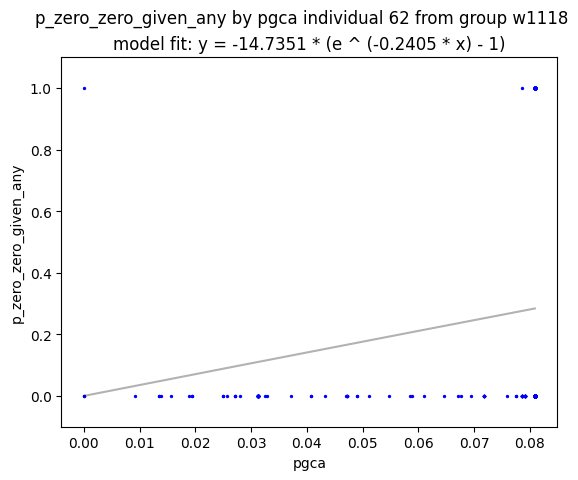 p_zero_zero_given_any by pgca individual 62 from group w1118
model fit: y = -14.7351 * (e ^ (-0.2405 * x) - 1)
1.0
0.8
0.6
0.4
0.2
0.0
p_zero_zero_given_any
0.00 0.01 0.02 0.03 0.04 0.05 0.06 0.07 0.08
pgca